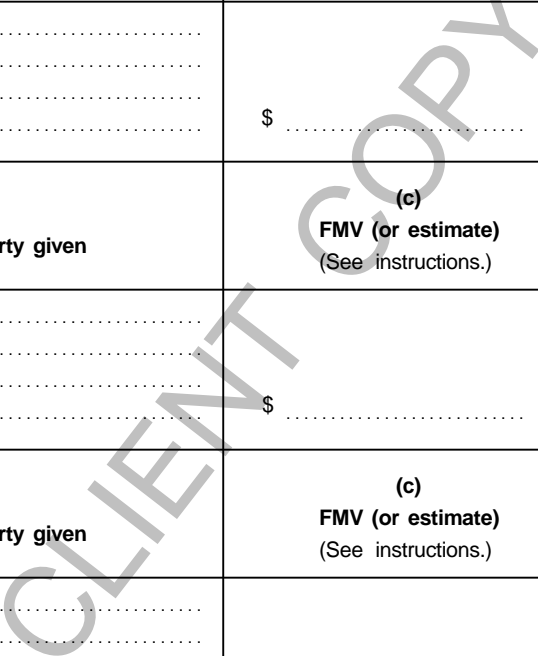 $
(c)
FMV (or estimate)
rty given
(See instructions.)
$
(c)
FMV (or estimate)
rty given
(See instructions.)
CLIENT COPY